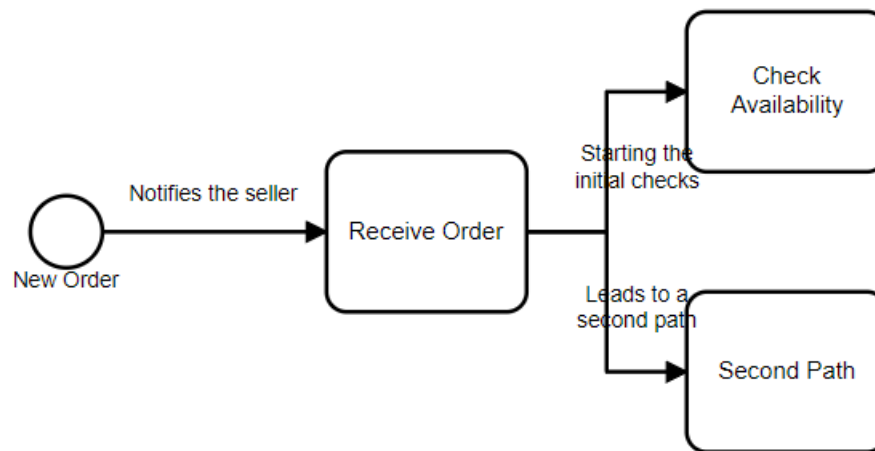 Check
Availability
Starting the
initial checks
Notifies the seller
Receive Order
New Order
Leads to a
second path
Second Path